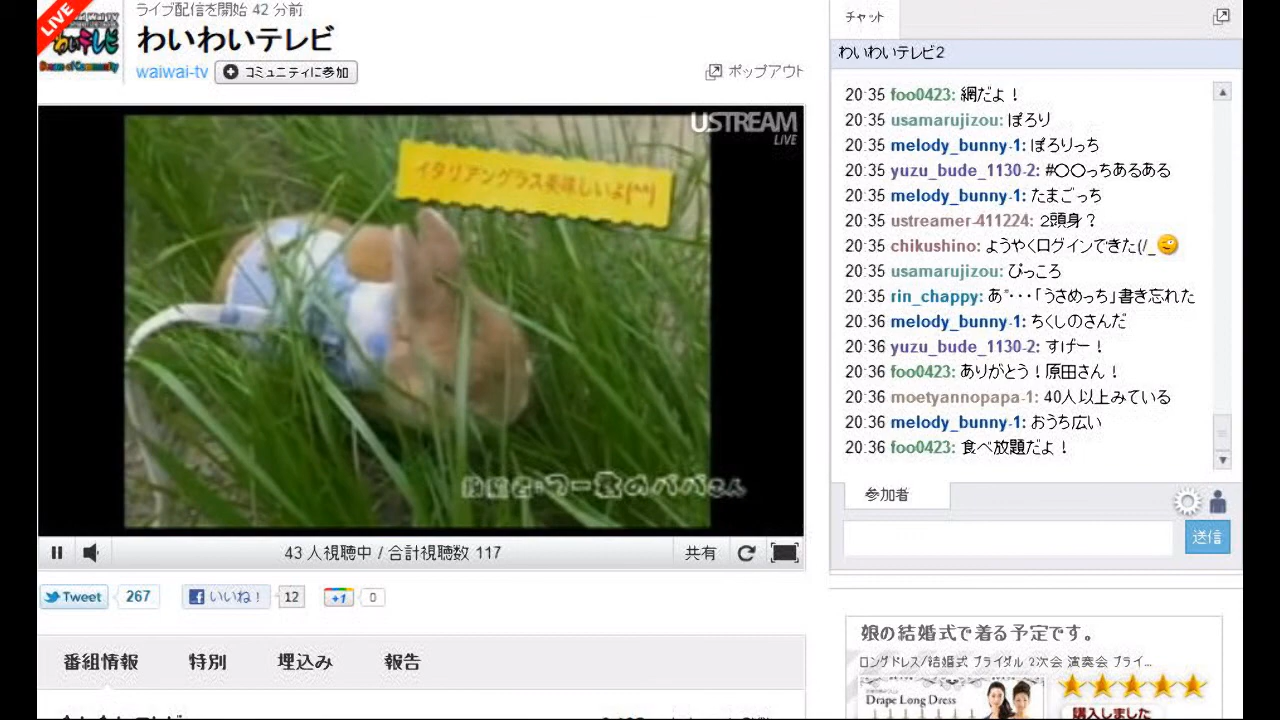 LIVE
ライブ配信を開始 42 分前
わいわいテレビ
waiwai-tv
コミュニティに参加
ポップアウト
USTREAM
LIVE
イタリアングラス美味しいよ(^^)
43 人視聴中 / 合計視聴数 117
共有
Tweet 267 いいね！ 12 +1 0
番組情報 特別 埋込み 報告
チャット
わいわいテレビ2
20:35 foo0423: 網だよ！
20:35 usamarujizou: ぽろり
20:35 melody_bunny-1: ぽろりっち
20:35 yuzu_bude_1130-2: #〇〇っちあるある
20:35 melody_bunny-1: たまごっち
20:35 ustreamer-411224: 2頭身？
20:35 chikushino: ようやくログインできた(/_
20:35 usamarujizou: ぴっころ
20:35 rin_chappy: あ゛・・・「うさめっち」書き忘れた
20:36 melody_bunny-1: ちくしのさんだ
20:36 yuzu_bude_1130-2: すげー！
20:36 foo0423: ありがとう！原田さん！
20:36 moetyannopapa-1: 40人以上みている
20:36 melody_bunny-1: おうち広い
20:36 foo0423: 食べ放題だよ！
参加者
送信
娘の結婚式で着る予定です。
ロングドレス/結婚式 ブライダル 2次会 演奏会 ブライ...
Drape Long Dress
購入しました